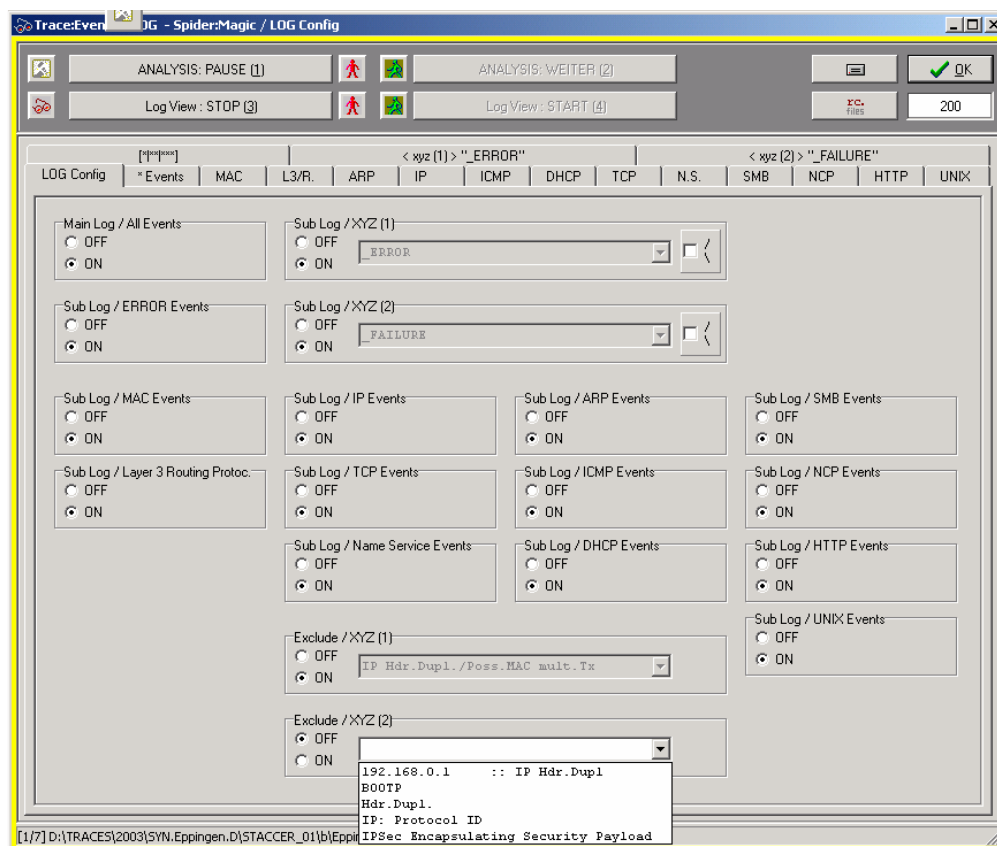 Trace:Even OG - Spider:Magic / LOG Config
ANALYSIS: PAUSE (1)
ANALYSIS: WEITER (2)
OK
Log View : STOP (3)
Log View : START (4)
rc.
files
200
[*|**|***]
< xyz (1) > "_ERROR"
< xyz (2) > "_FAILURE"
LOG Config
* Events
MAC
L3/R.
ARP
IP
ICMP
DHCP
TCP
N.S.
SMB
NCP
HTTP
UNIX
Main Log / All Events
OFF
ON
Sub Log / XYZ (1)
OFF
ON
_ERROR
Sub Log / ERROR Events
OFF
ON
Sub Log / XYZ (2)
OFF
ON
_FAILURE
Sub Log / MAC Events
OFF
ON
Sub Log / IP Events
OFF
ON
Sub Log / ARP Events
OFF
ON
Sub Log / SMB Events
OFF
ON
Sub Log / Layer 3 Routing Protoc.
OFF
ON
Sub Log / TCP Events
OFF
ON
Sub Log / ICMP Events
OFF
ON
Sub Log / NCP Events
OFF
ON
Sub Log / Name Service Events
OFF
ON
Sub Log / DHCP Events
OFF
ON
Sub Log / HTTP Events
OFF
ON
Sub Log / UNIX Events
OFF
ON
Exclude / XYZ (1)
OFF
ON
IP Hdr.Dupl./Poss.MAC mult.Tx
Exclude / XYZ (2)
OFF
ON
192.168.0.1 :: IP Hdr.Dupl
BOOTP
Hdr.Dupl.
IP: Protocol ID
IPSec Encapsulating Security Payload
[1/7] D:\TRACES\2003\SYN.Eppingen.D\STACCER_01\b\Eppi